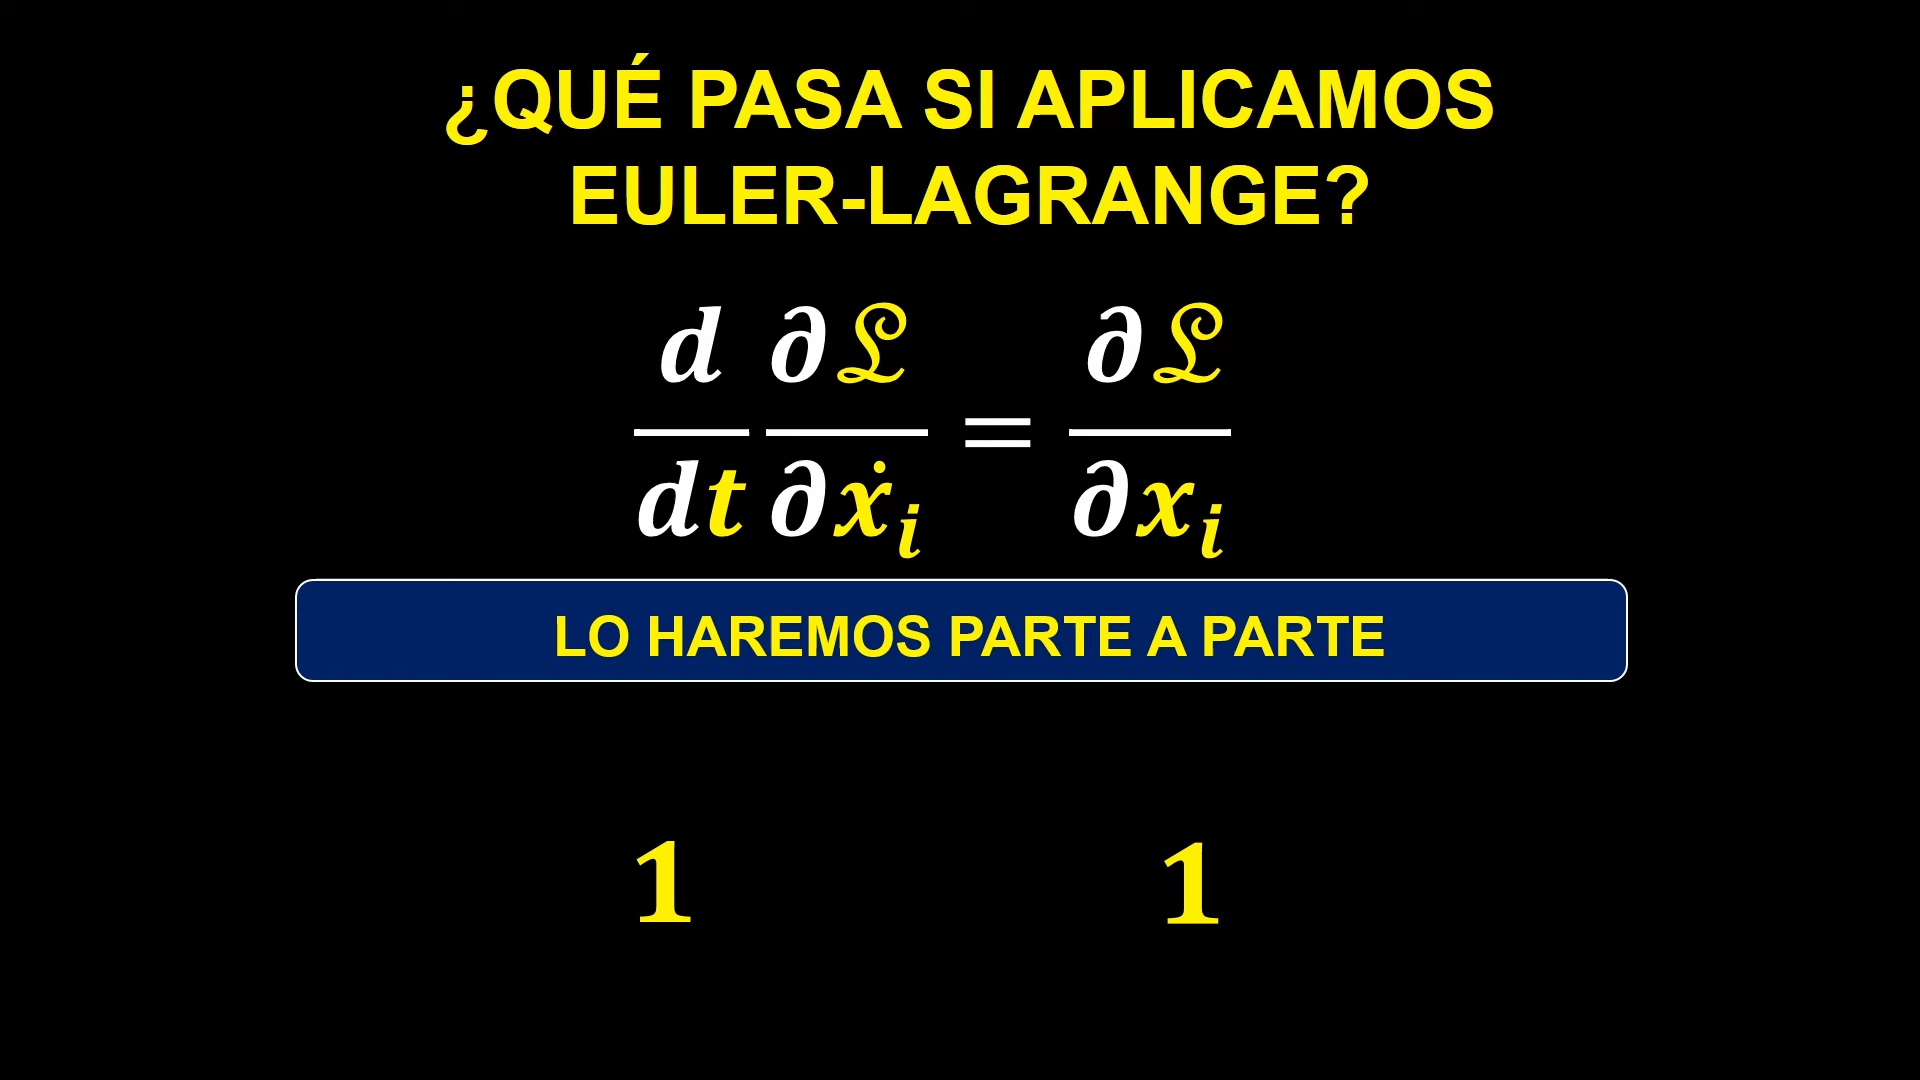 ¿QUÉ PASA SI APLICAMOS
EULER-LAGRANGE?
d/dt ∂ℒ/∂ẋᵢ = ∂ℒ/∂xᵢ
LO HAREMOS PARTE A PARTE
1 1